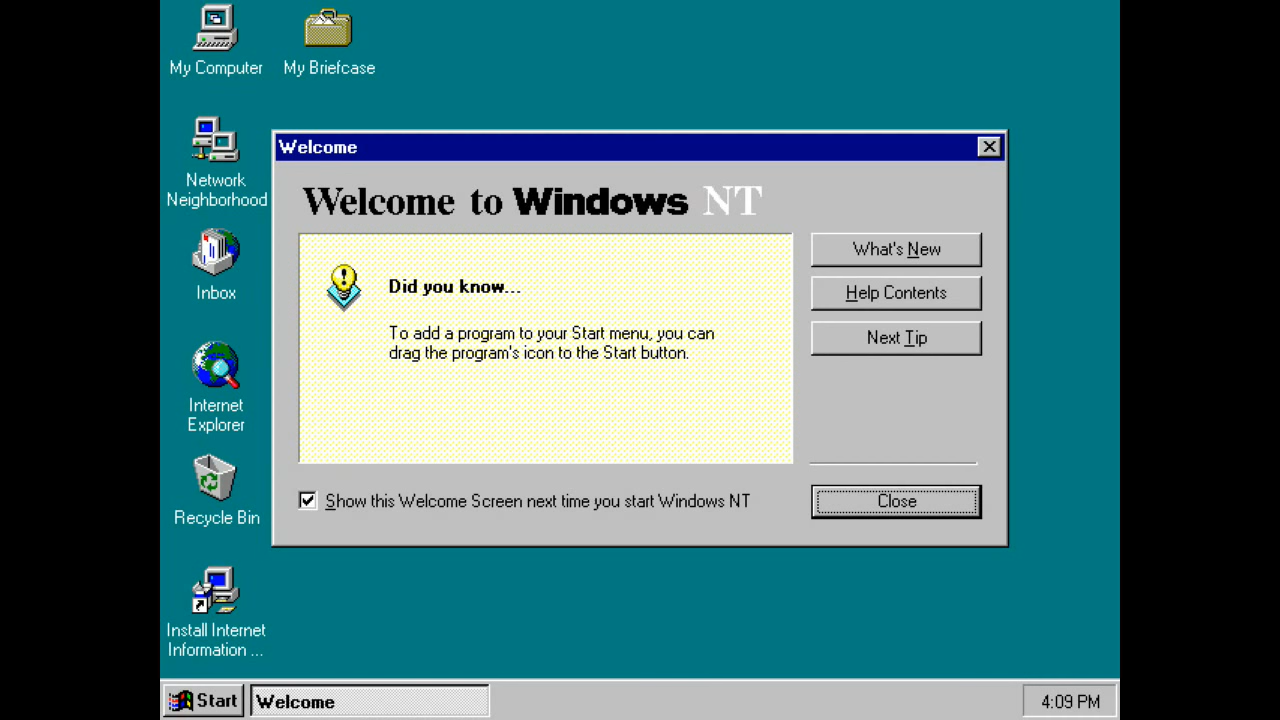 My Computer
My Briefcase
Network
Neighborhood
Inbox
Internet
Explorer
Recycle Bin
Install Internet
Information ...
Welcome
Welcome to Windows NT
Did you know...
To add a program to your Start menu, you can
drag the program's icon to the Start button.
What's New
Help Contents
Next Tip
Show this Welcome Screen next time you start Windows NT
Close
Start
Welcome
4:09 PM